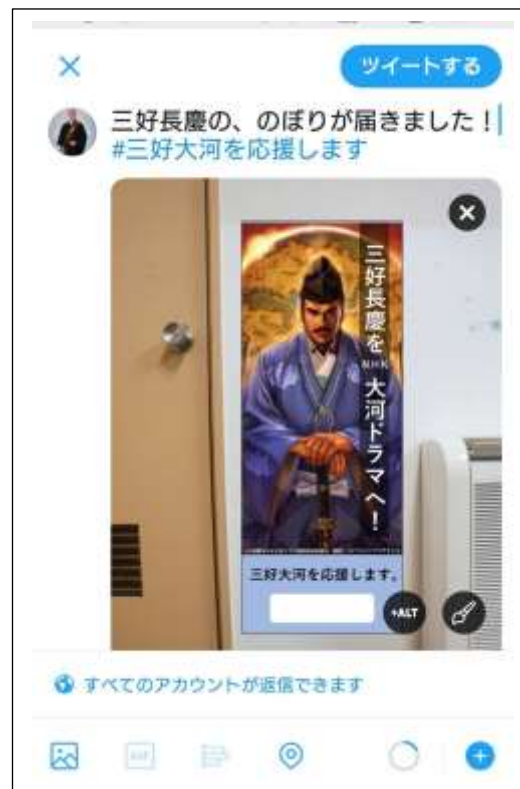 ツイートする
三好長慶の、のぼりが届きました！
#三好大河を応援します
三好長慶を NHK 大河ドラマへ！
三好大河を応援します。
+ALT
すべてのアカウントが返信できます
GIF